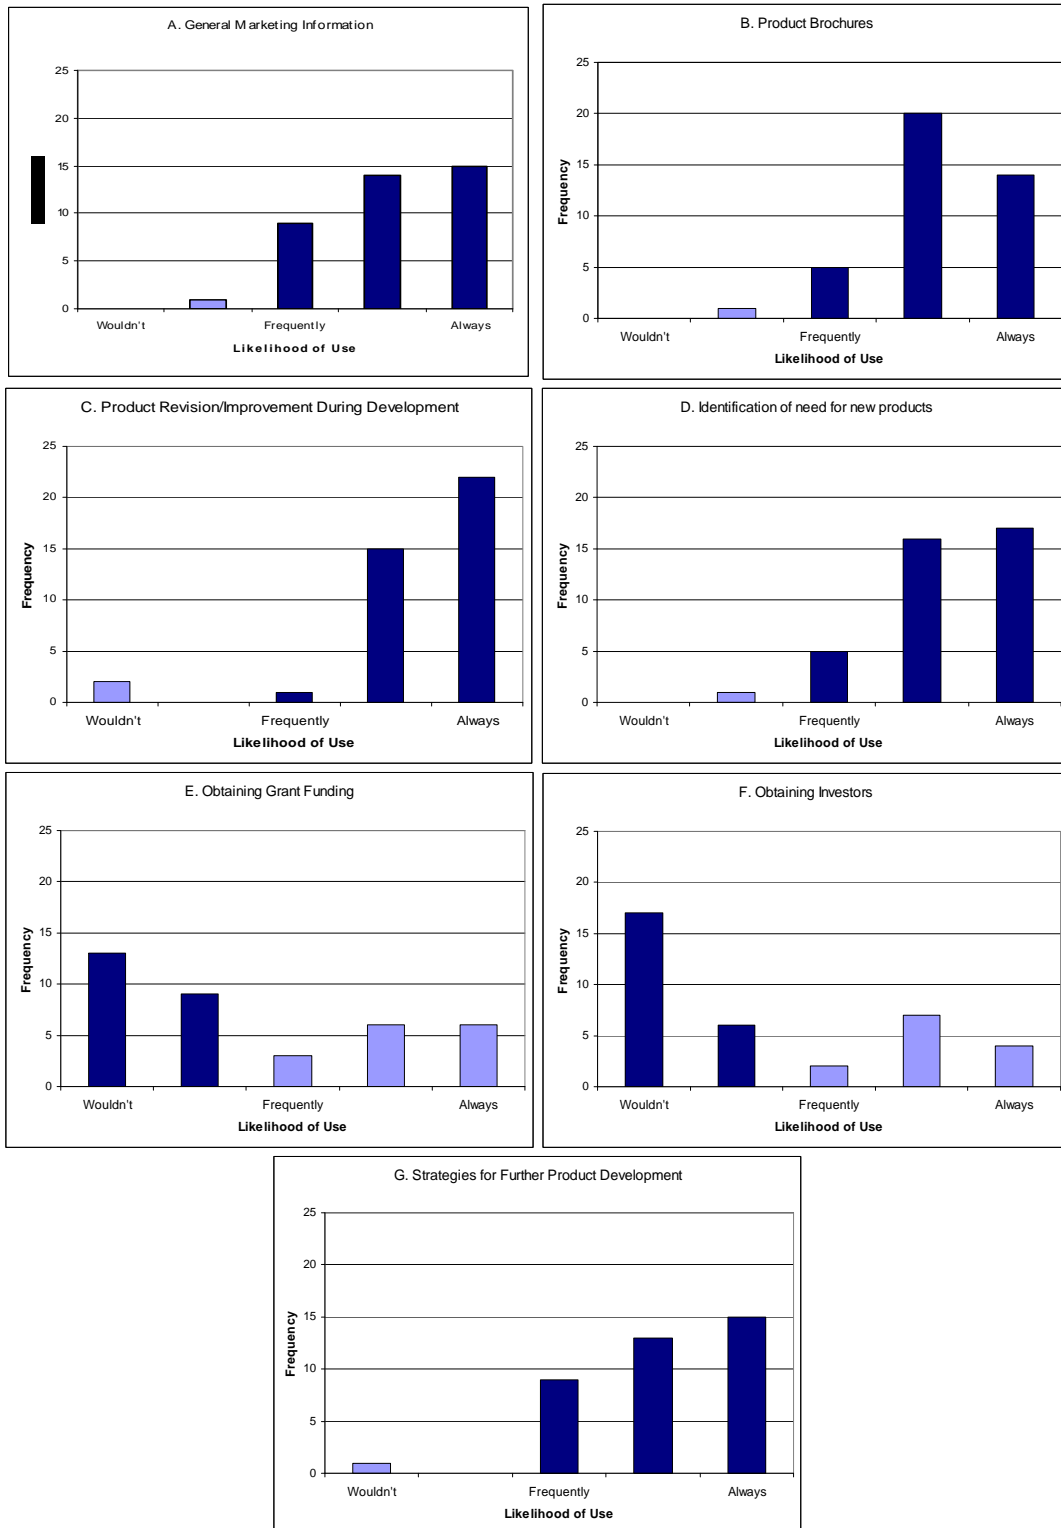 A. General Marketing Information
25
20
15
10
5
0
Wouldn't Frequently Always
Likelihood of Use
B. Product Brochures
Frequency
25
20
15
10
5
0
Wouldn't Frequently Always
Likelihood of Use
C. Product Revision/Improvement During Development
Frequency
25
20
15
10
5
0
Wouldn't Frequently Always
Likelihood of Use
D. Identification of need for new products
Frequency
25
20
15
10
5
0
Wouldn't Frequently Always
Likelihood of Use
E. Obtaining Grant Funding
Frequency
25
20
15
10
5
0
Wouldn't Frequently Always
Likelihood of Use
F. Obtaining Investors
Frequency
25
20
15
10
5
0
Wouldn't Frequently Always
Likelihood of Use
G. Strategies for Further Product Development
Frequency
25
20
15
10
5
0
Wouldn't Frequently Always
Likelihood of Use